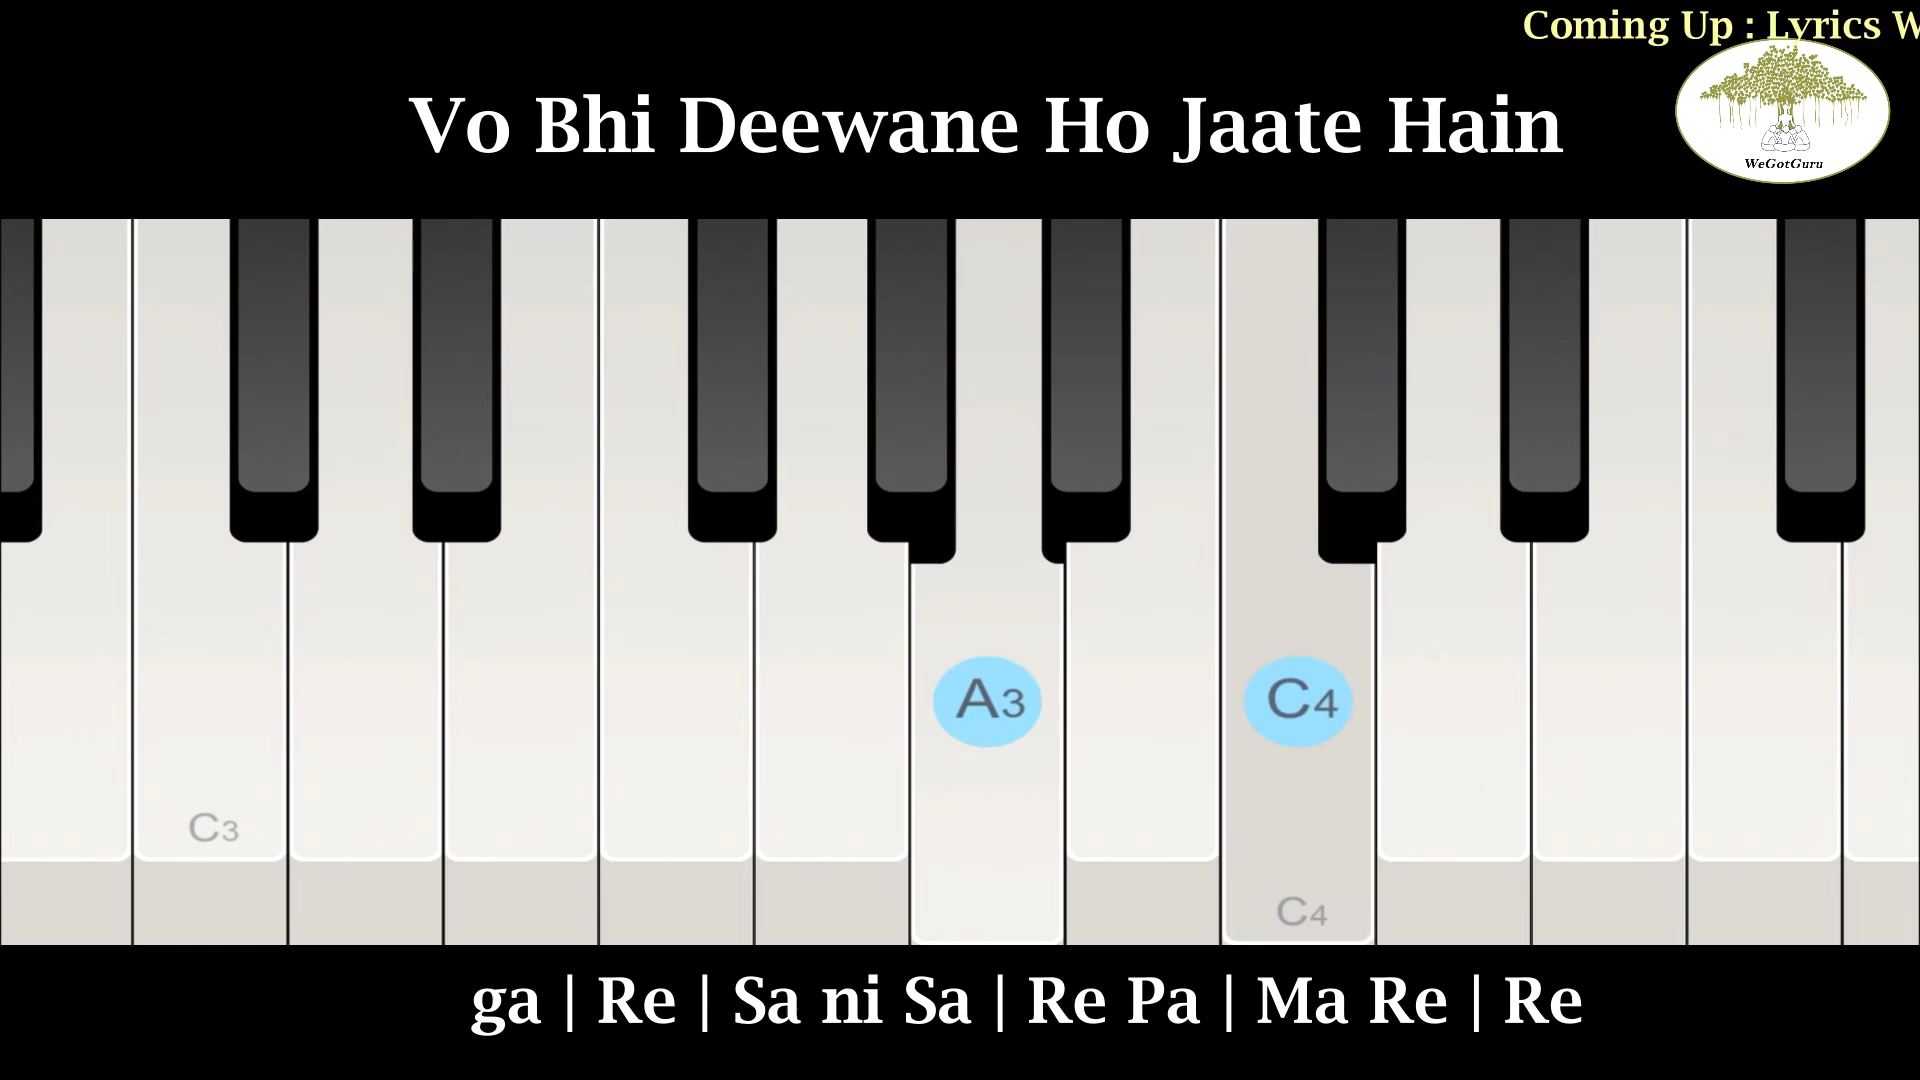 Coming Up : Lyrics W
Vo Bhi Deewane Ho Jaate Hain
WeGotGuru
A3
C4
C3
C4
ga | Re | Sa ni Sa | Re Pa | Ma Re | Re